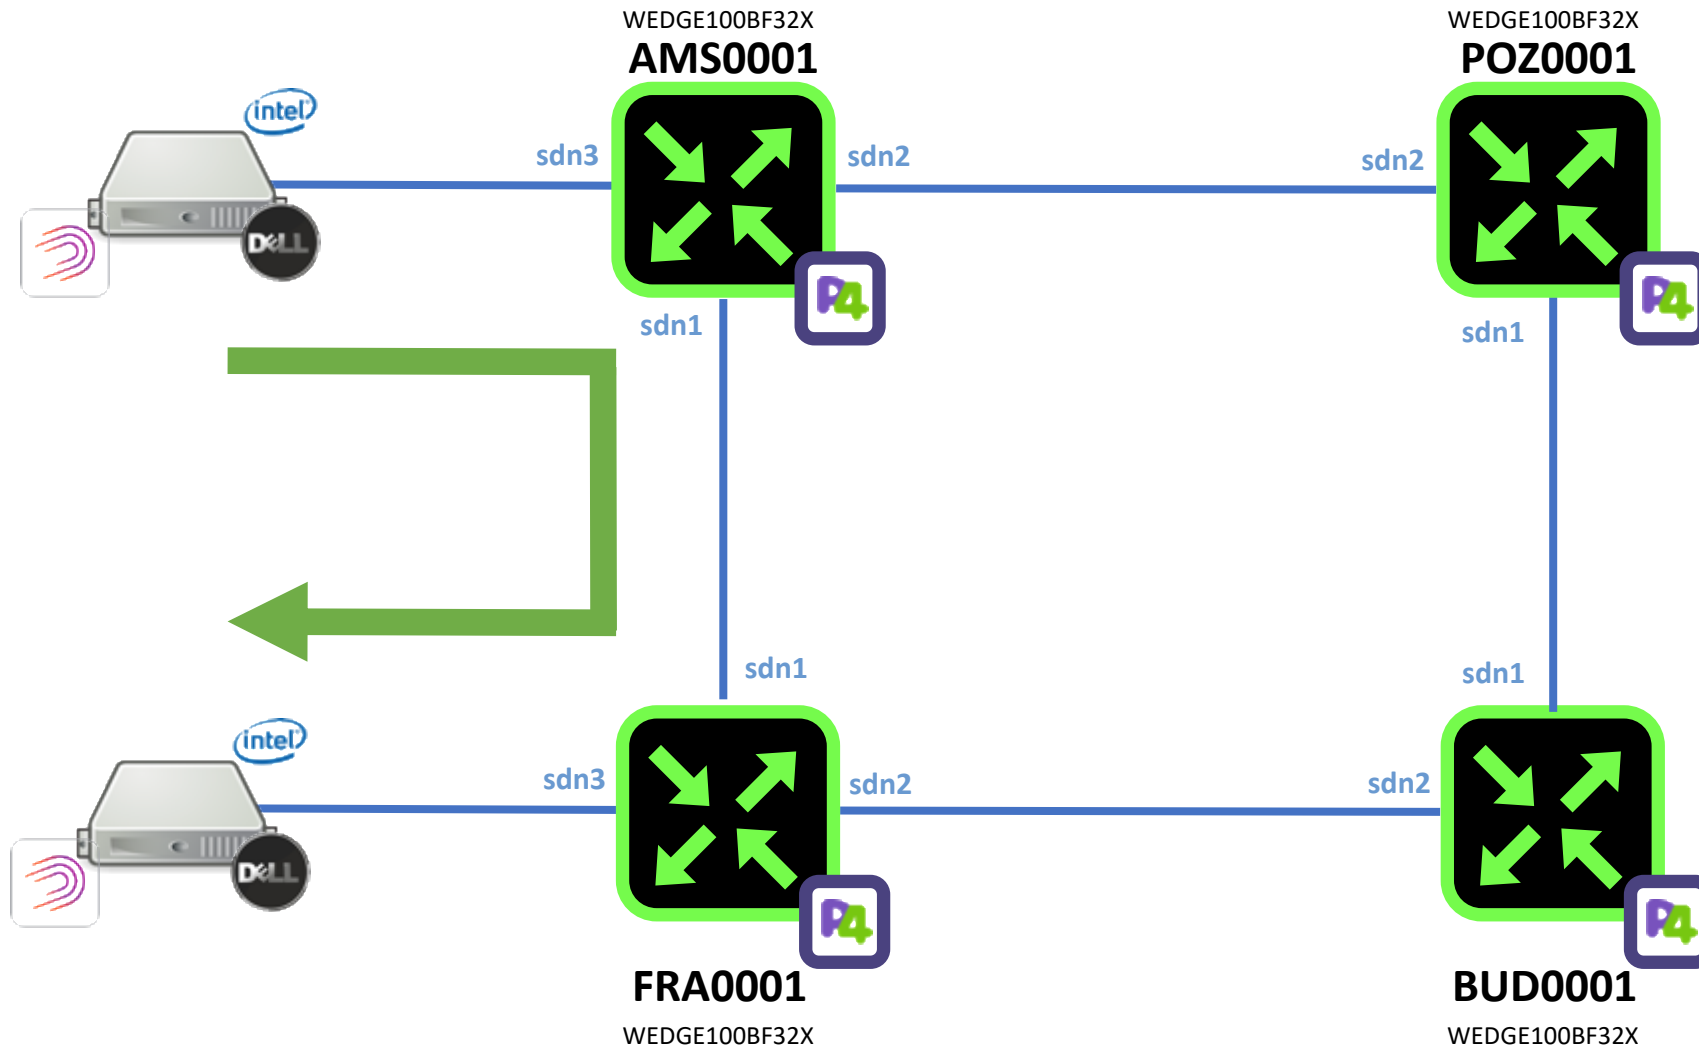 WEDGE100BF32X
AMS0001
WEDGE100BF32X
POZ0001
intel
sdn3
sdn2
sdn2
DELL
P4
P4
sdn1
sdn1
sdn1
sdn1
intel
sdn3
sdn2
sdn2
DELL
P4
P4
FRA0001
WEDGE100BF32X
BUD0001
WEDGE100BF32X